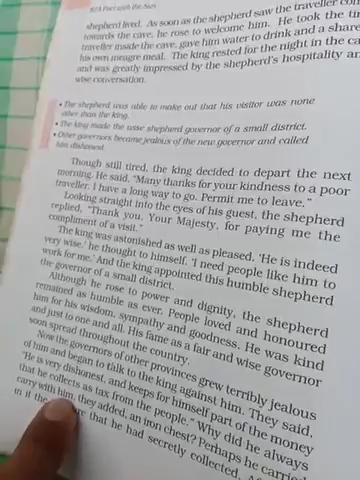 A Pact with the Sun
shepherd lived. As soon as the shepherd saw the traveller
towards the cave, he rose to welcome him. He took the
traveller inside the cave, gave him water to drink and a share
his own meagre meal. The king rested for the night in the
and was greatly impressed by the shepherd's hospitality
wise conversation.
• The shepherd was able to make out that his visitor was none
other than the king.
• The king made the wise shepherd governor of a small district.
• Other governors became jealous of the new governor and called
him dishonest.
Though still tired, the king decided to depart the next
morning. He said, "Many thanks for your kindness to a poor
traveller. I have a long way to go. Permit me to leave."
Looking straight into the eyes of his guest, the shepherd
replied, "Thank you, Your Majesty, for paying me the
compliment of a visit."
The king was astonished as well as pleased. 'He is indeed
very wise,' he thought to himself. 'I need people like him to
work for me.' And the king appointed this humble shepherd
the governor of a small district.
Although he rose to power and dignity, the shepherd
remained as humble as ever. People loved and honoured
him for his wisdom, sympathy and goodness. He was kind
and just to one and all. His fame as a fair and wise governor
soon spread throughout the country.
Now the governors of other provinces grew terribly jealous
of him and began to talk to the king against him. They said,
"He is very dishonest, and keeps for himself part of the money
that he collects as tax from the people." Why did he always
carry with him, they added, an iron chest? Perhaps he carried
in it the that he had secretly collected.